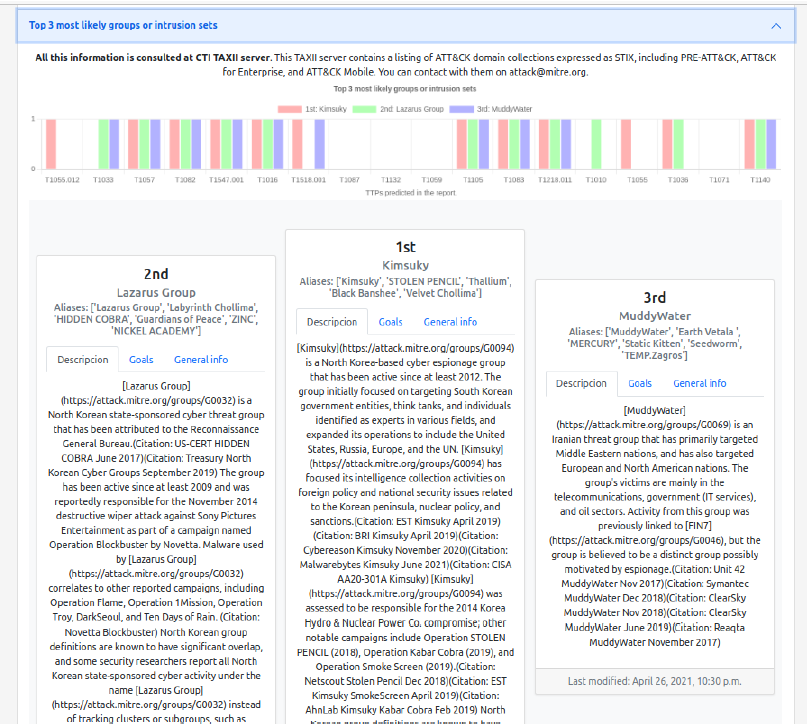 Top 3 most likely groups or intrusion sets
All this information is consulted at CTI TAXII server. This TAXII server contains a listing of ATT&CK domain collections expressed as STIX, including PRE-ATT&CK, ATT&CK
for Enterprise, and ATT&CK Mobile. You can contact with them on attack@mitre.org.
Top 3 most likely groups or intrusion sets
1st: Kimsuky 2nd: Lazarus Group 3rd: MuddyWater
1
0
T1055.012 T1033 T1057 T1082 T1547.001 T1016 T1518.001 T1087 T1132 T1059 T1105 T1083 T1218.011 T1010 T1055 T1036 T1071 T1140
TTPs predicted in the report
2nd
Lazarus Group
Aliases: ['Lazarus Group', 'Labyrinth Chollima',
'HIDDEN COBRA', 'Guardians of Peace', 'ZINC',
'NICKEL ACADEMY']
Descripcion Goals General info
[Lazarus Group]
(https://attack.mitre.org/groups/G0032) is a
North Korean state-sponsored cyber threat group
that has been attributed to the Reconnaissance
General Bureau.(Citation: US-CERT HIDDEN
COBRA June 2017)(Citation: Treasury North
Korean Cyber Groups September 2019) The group
has been active since at least 2009 and was
reportedly responsible for the November 2014
destructive wiper attack against Sony Pictures
Entertainment as part of a campaign named
Operation Blockbuster by Novetta. Malware used
by [Lazarus Group]
(https://attack.mitre.org/groups/G0032)
correlates to other reported campaigns, including
Operation Flame, Operation 1Mission, Operation
Troy, DarkSeoul, and Ten Days of Rain. (Citation:
Novetta Blockbuster) North Korean group
definitions are known to have significant overlap,
and some security researchers report all North
Korean state-sponsored cyber activity under the
name [Lazarus Group]
(https://attack.mitre.org/groups/G0032) instead
of tracking clusters or subgroups, such as
1st
Kimsuky
Aliases: ['Kimsuky', 'STOLEN PENCIL', 'Thallium',
'Black Banshee', 'Velvet Chollima']
Descripcion Goals General info
[Kimsuky](https://attack.mitre.org/groups/G0094)
is a North Korea-based cyber espionage group
that has been active since at least 2012. The
group initially focused on targeting South Korean
government entities, think tanks, and individuals
identified as experts in various fields, and
expanded its operations to include the United
States, Russia, Europe, and the UN. [Kimsuky]
(https://attack.mitre.org/groups/G0094) has
focused its intelligence collection activities on
foreign policy and national security issues related
to the Korean peninsula, nuclear policy, and
sanctions.(Citation: EST Kimsuky April 2019)
(Citation: BRI Kimsuky April 2019)(Citation:
Cybereason Kimsuky November 2020)(Citation:
Malwarebytes Kimsuky June 2021)(Citation: CISA
AA20-301A Kimsuky) [Kimsuky]
(https://attack.mitre.org/groups/G0094) was
assessed to be responsible for the 2014 Korea
Hydro & Nuclear Power Co. compromise; other
notable campaigns include Operation STOLEN
PENCIL (2018), Operation Kabar Cobra (2019), and
Operation Smoke Screen (2019).(Citation:
Netscout Stolen Pencil Dec 2018)(Citation: EST
Kimsuky SmokeScreen April 2019)(Citation:
AhnLab Kimsuky Kabar Cobra Feb 2019) North
Korean group definitions are known to have
3rd
MuddyWater
Aliases: ['MuddyWater', 'Earth Vetala ',
'MERCURY', 'Static Kitten', 'Seedworm',
'TEMP.Zagros']
Descripcion Goals General info
[MuddyWater]
(https://attack.mitre.org/groups/G0069) is an
Iranian threat group that has primarily targeted
Middle Eastern nations, and has also targeted
European and North American nations. The
group's victims are mainly in the
telecommunications, government (IT services),
and oil sectors. Activity from this group was
previously linked to [FIN7]
(https://attack.mitre.org/groups/G0046), but the
group is believed to be a distinct group possibly
motivated by espionage.(Citation: Unit 42
MuddyWater Nov 2017)(Citation: Symantec
MuddyWater Dec 2018)(Citation: ClearSky
MuddyWater Nov 2018)(Citation: ClearSky
MuddyWater June 2019)(Citation: Reaqta
MuddyWater November 2017)
Last modified: April 26, 2021, 10:30 p.m.